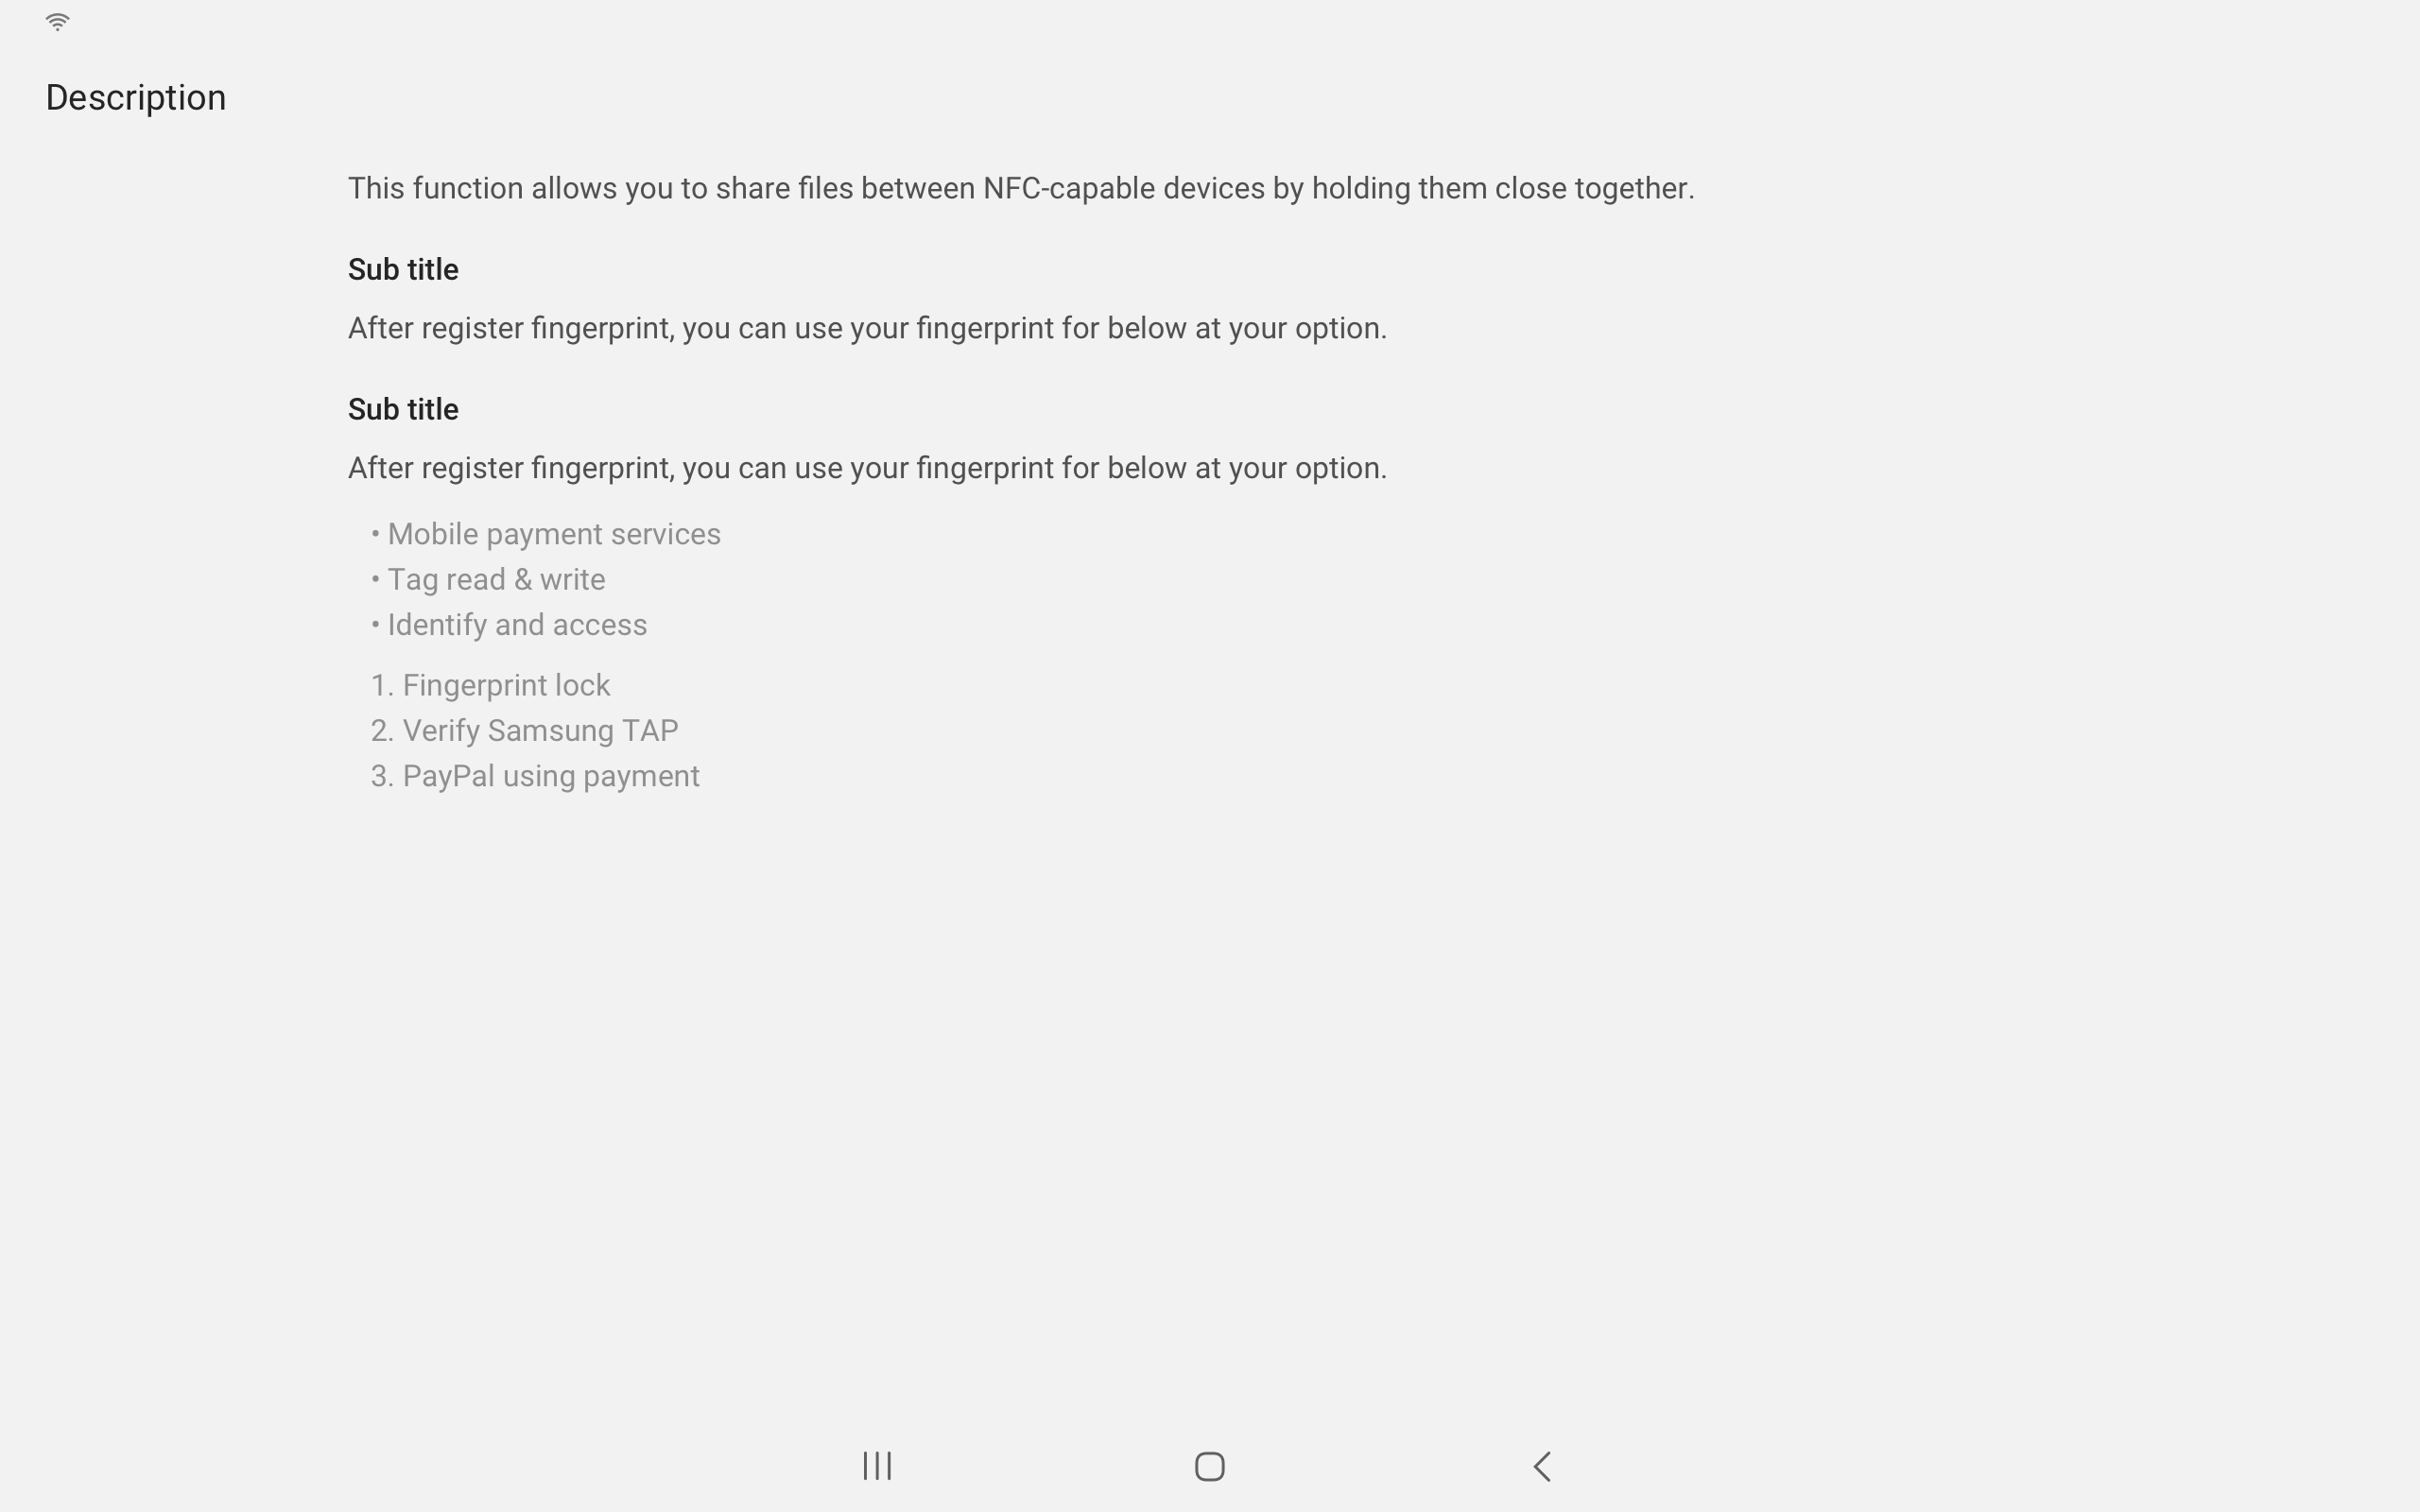 Description
This function allows you to share files between NFC-capable devices by holding them close together.
Sub title
After register fingerprint, you can use your fingerprint for below at your option.
Sub title
After register fingerprint, you can use your fingerprint for below at your option.
• Mobile payment services
• Tag read & write
• Identify and access
1. Fingerprint lock
2. Verify Samsung TAP
3. PayPal using payment